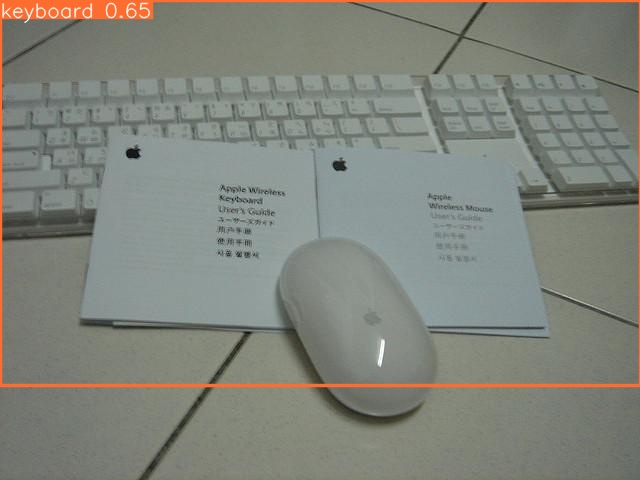 keyboard 0.65
Apple Wireless
Keyboard
User's Guide
ユーザーズガイド
用户手冊
使用手冊
사용 설명서
Apple
Wireless Mouse
User's Guide
ユーザーズガイド
用户手冊
使用手冊
사용 설명서